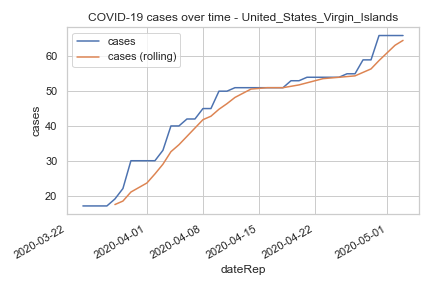 COVID-19 cases over time - United_States_Virgin_Islands
cases
cases (rolling)
cases
60
50
40
30
20
2020-03-22
2020-04-01
2020-04-08
2020-04-15
2020-04-22
2020-05-01
dateRep